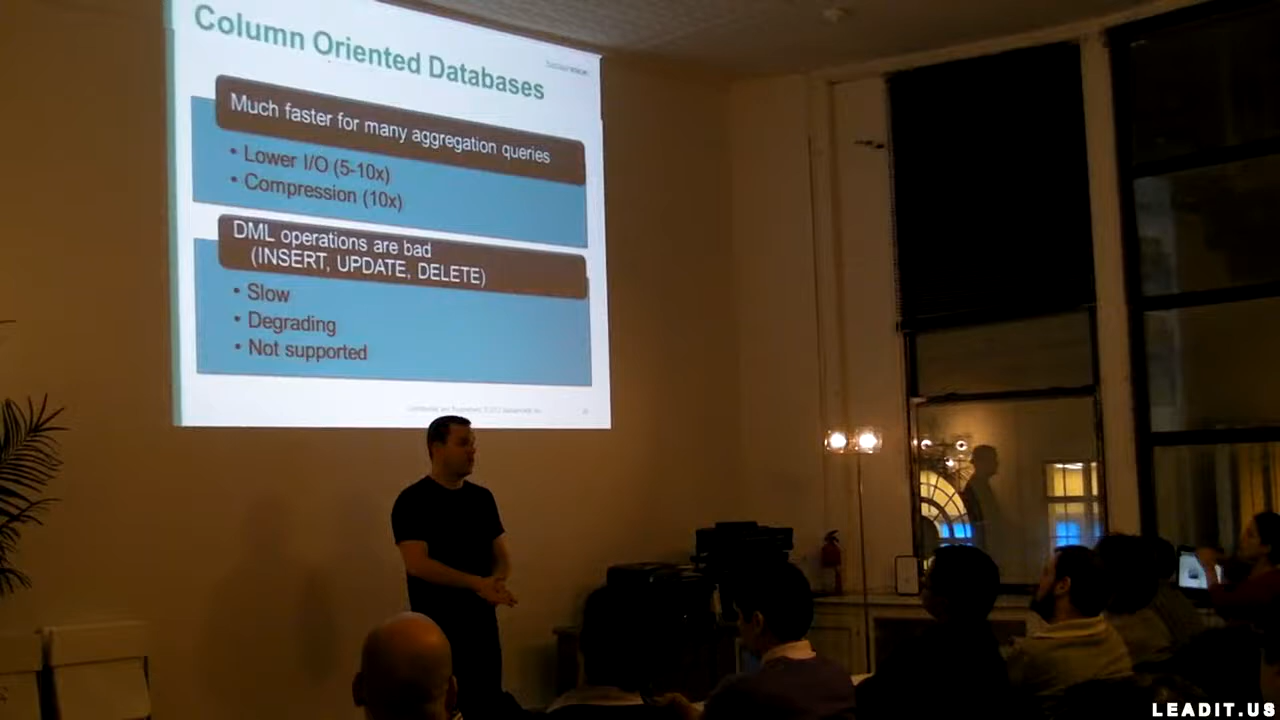 Column Oriented Databases
Much faster for many aggregation queries
• Lower I/O (5-10x)
• Compression (10x)
DML operations are bad
(INSERT, UPDATE, DELETE)
• Slow
• Degrading
• Not supported
LEADIT.US